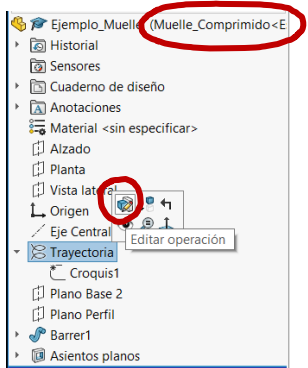 Ejemplo_Muelle (Muelle_Comprimido<E
Historial
Sensores
Cuaderno de diseño
Anotaciones
Material <sin especificar>
Alzado
Planta
Vista lateral
Origen
Eje Central
Editar operación
Trayectoria
Croquis1
Plano Base 2
Plano Perfil
Barrer1
Asientos planos